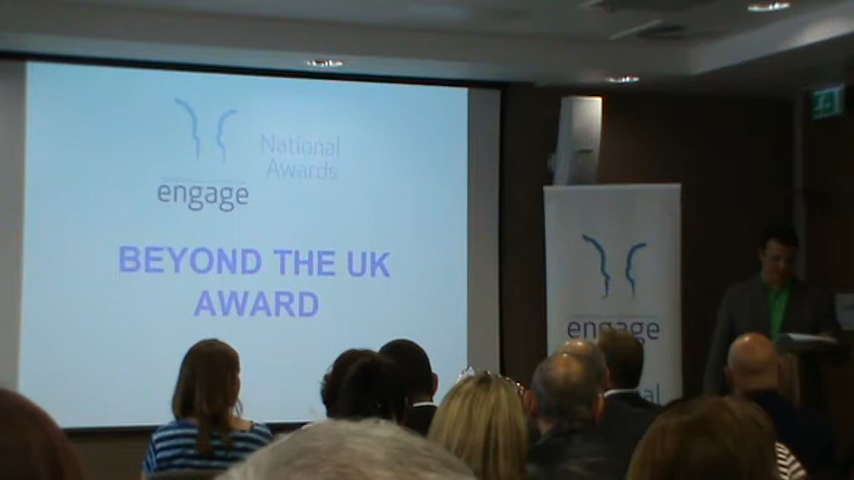 National
Awards
engage
BEYOND THE UK
AWARD
engage